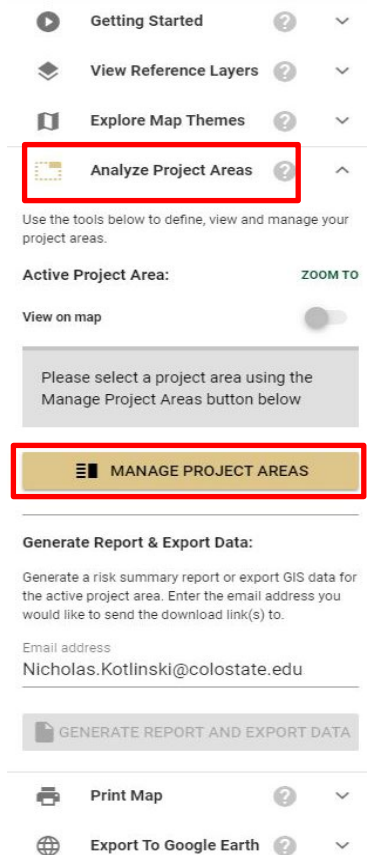 Getting Started
View Reference Layers
Explore Map Themes
Analyze Project Areas
Use the tools below to define, view and manage your
project areas.
Active Project Area: ZOOM TO
View on map
Please select a project area using the
Manage Project Areas button below
MANAGE PROJECT AREAS
Generate Report & Export Data:
Generate a risk summary report or export GIS data for
the active project area. Enter the email address you
would like to send the download link(s) to.
Email address
Nicholas.Kotlinski@colostate.edu
GENERATE REPORT AND EXPORT DATA
Print Map
Export To Google Earth